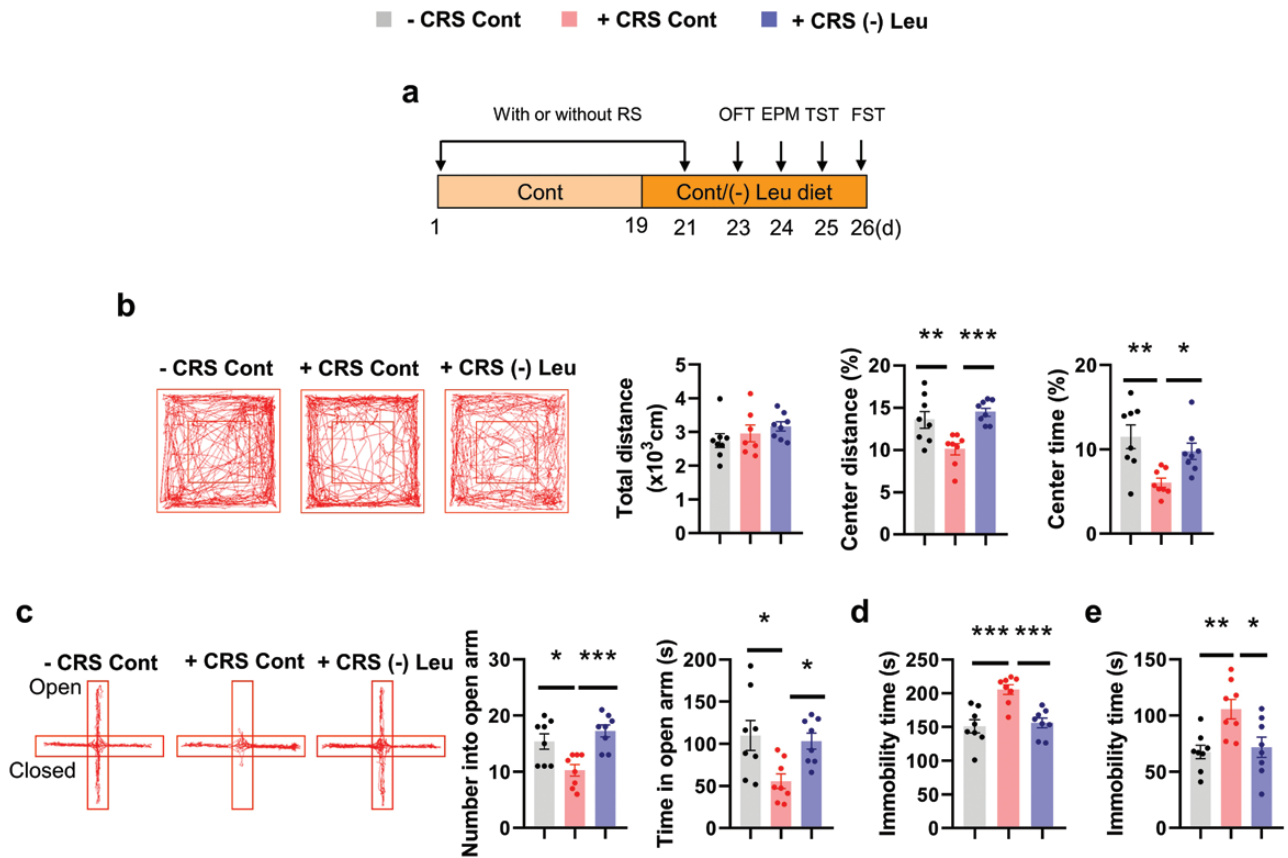 - CRS Cont + CRS Cont + CRS (-) Leu
a
With or without RS OFT EPM TST FST
Cont Cont/(-) Leu diet
1 19 21 23 24 25 26(d)
b
- CRS Cont + CRS Cont + CRS (-) Leu
Total distance
(x10³cm)
5
4
3
2
1
0
Center distance (%)
20
15
10
5
0
** ***
Center time (%)
20
10
0
** *
c
- CRS Cont + CRS Cont + CRS (-) Leu
Open
Closed
Number into open arm
30
20
10
0
* ***
Time in open arm (s)
200
150
100
50
0
*
*
d
Immobility time (s)
250
200
150
100
50
0
*** ***
e
Immobility time (s)
150
100
50
0
** *